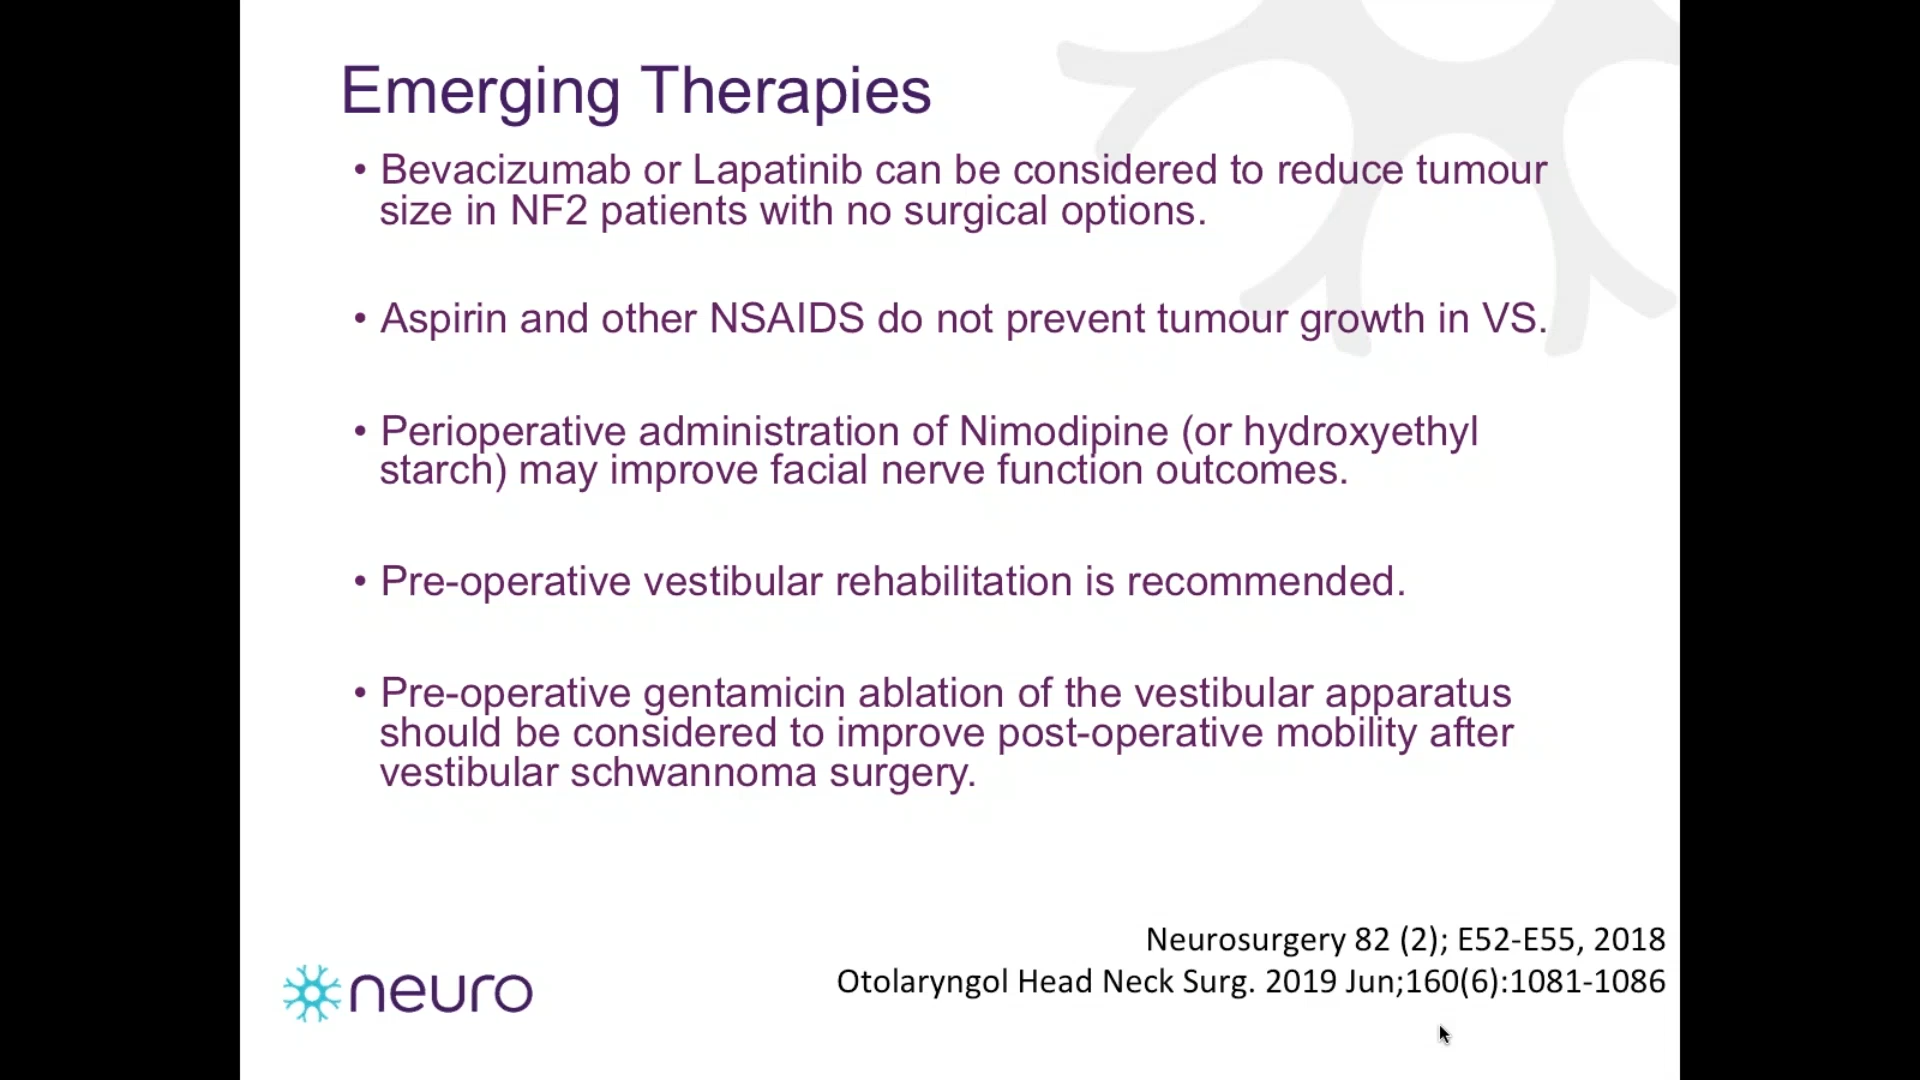 Emerging Therapies
• Bevacizumab or Lapatinib can be considered to reduce tumour
size in NF2 patients with no surgical options.
• Aspirin and other NSAIDS do not prevent tumour growth in VS.
• Perioperative administration of Nimodipine (or hydroxyethyl
starch) may improve facial nerve function outcomes.
• Pre-operative vestibular rehabilitation is recommended.
• Pre-operative gentamicin ablation of the vestibular apparatus
should be considered to improve post-operative mobility after
vestibular schwannoma surgery.
Neurosurgery 82 (2); E52-E55, 2018
Otolaryngol Head Neck Surg. 2019 Jun;160(6):1081-1086
neuro